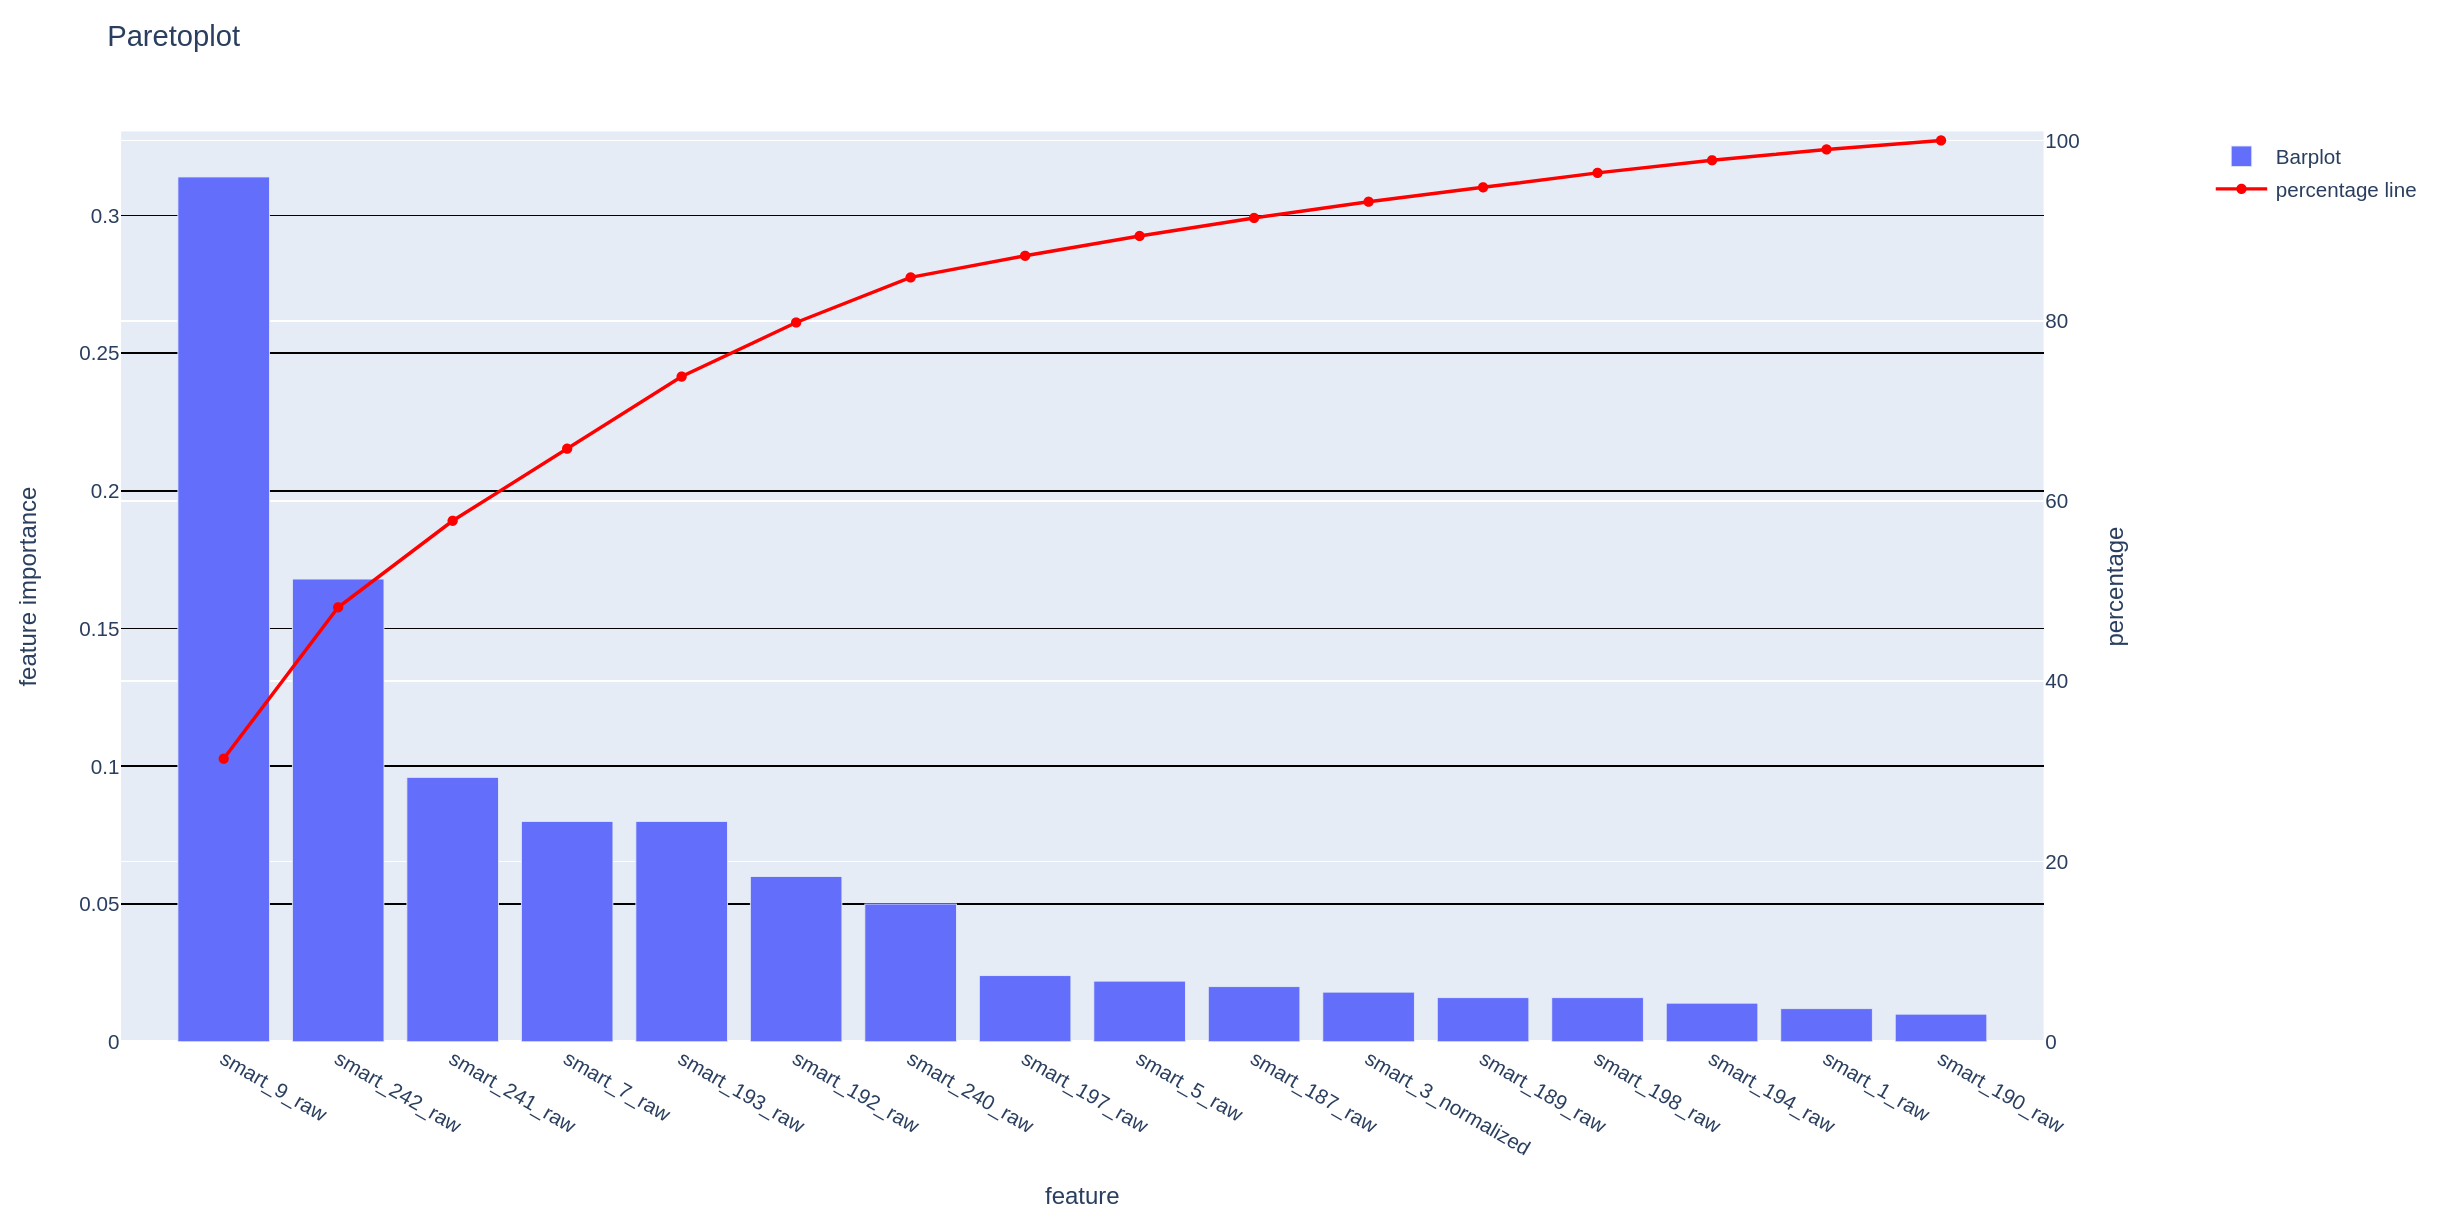 Paretoplot
Barplot
percentage line
feature importance
0.3
0.25
0.2
0.15
0.1
0.05
0
100
80
60
40
20
0
percentage
smart_9_raw
smart_242_raw
smart_241_raw
smart_7_raw
smart_193_raw
smart_192_raw
smart_240_raw
smart_197_raw
smart_5_raw
smart_187_raw
smart_3_normalized
smart_189_raw
smart_198_raw
smart_194_raw
smart_1_raw
smart_190_raw
feature